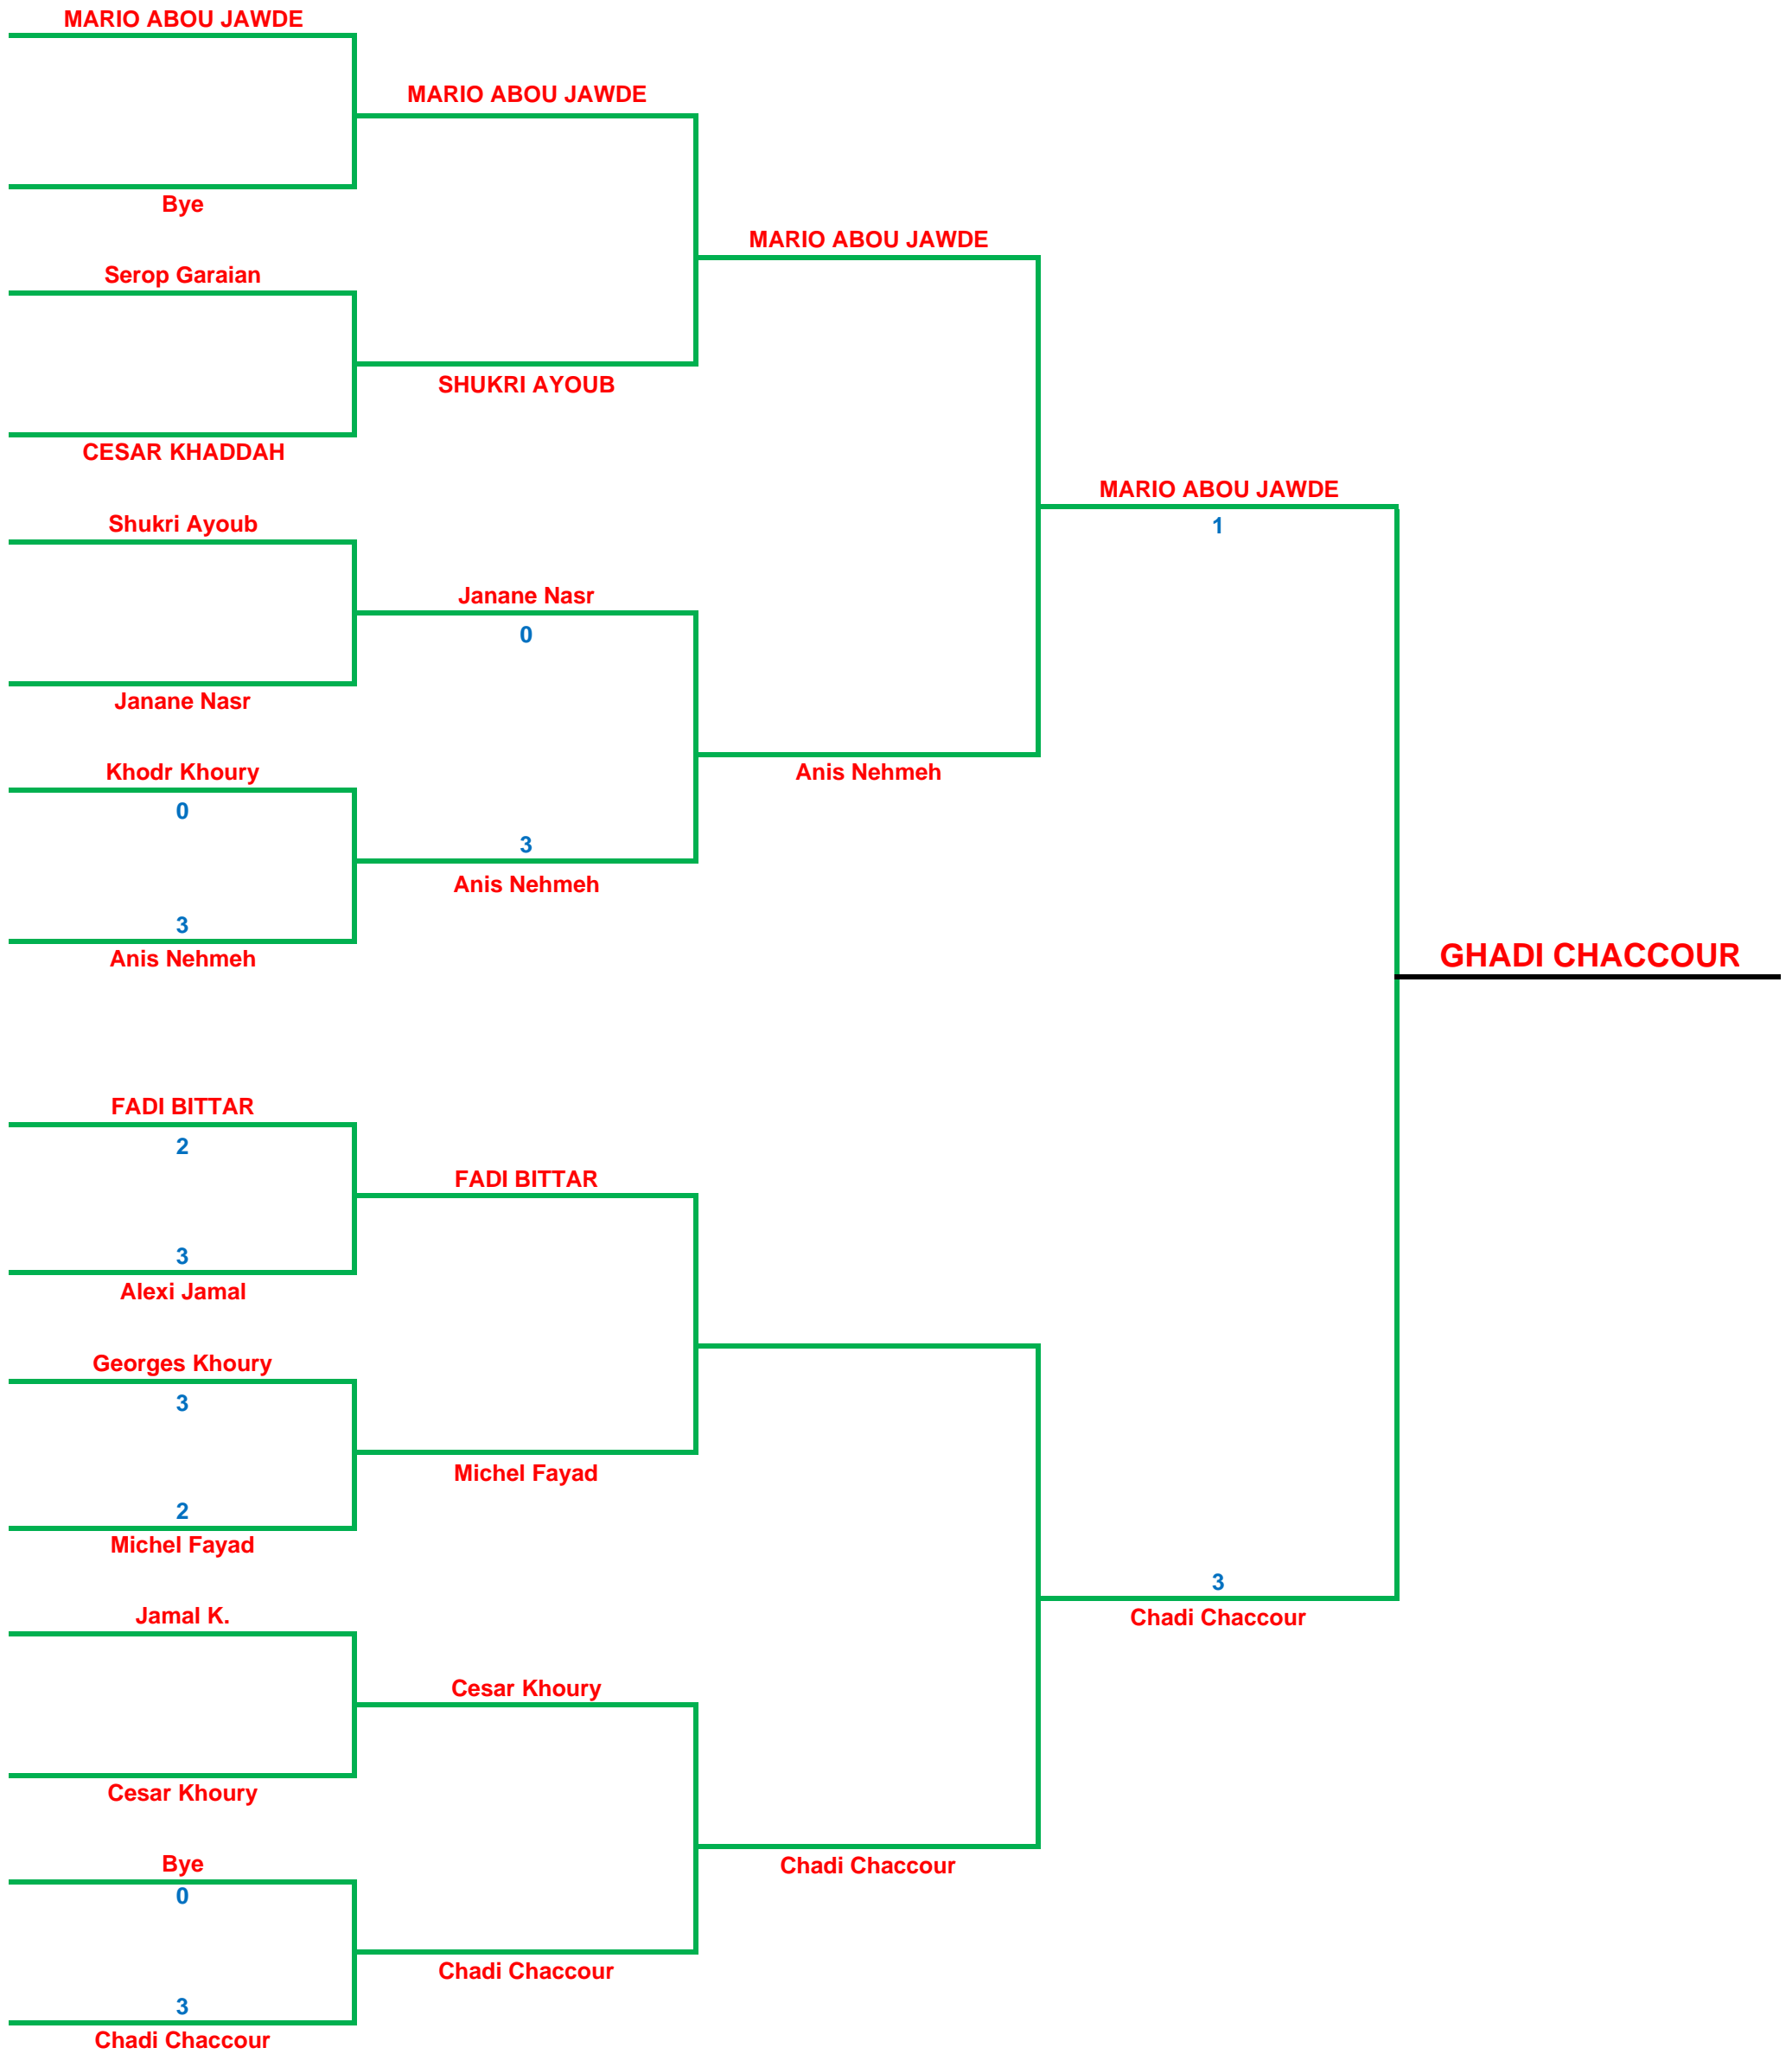 MARIO ABOU JAWDE
Bye
Serop Garaian
CESAR KHADDAH
Shukri Ayoub
Janane Nasr
Khodr Khoury
0
3
Anis Nehmeh
FADI BITTAR
2
3
Alexi Jamal
Georges Khoury
3
2
Michel Fayad
Jamal K.
Cesar Khoury
Bye
0
3
Chadi Chaccour
MARIO ABOU JAWDE
SHUKRI AYOUB
Janane Nasr
0
3
Anis Nehmeh
FADI BITTAR
Michel Fayad
Cesar Khoury
Chadi Chaccour
MARIO ABOU JAWDE
Anis Nehmeh
Chadi Chaccour
MARIO ABOU JAWDE
1
3
Chadi Chaccour
GHADI CHACCOUR